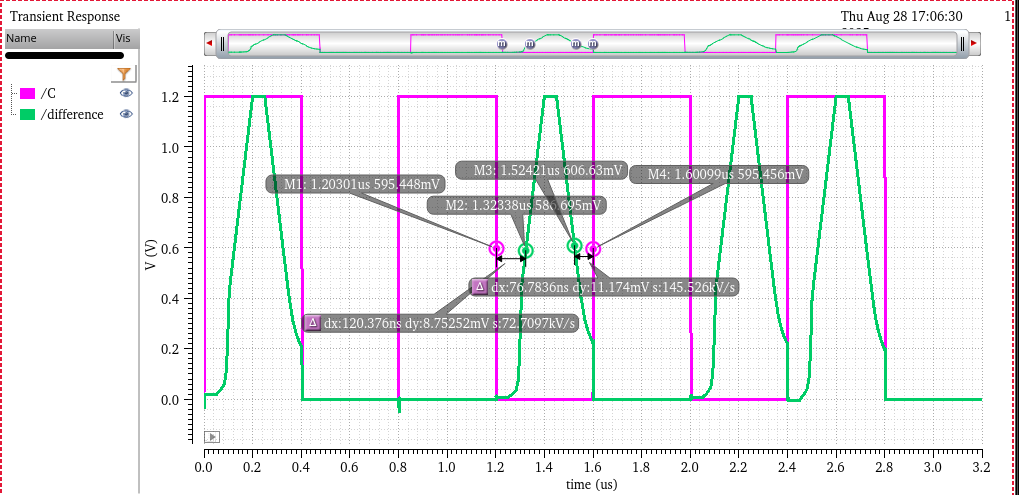 Transient Response
Thu Aug 28 17:06:30
1
Name
Vis
/C
/difference
V (V)
1.2
1.0
0.8
0.6
0.4
0.2
0.0
M1: 1.20301us 595.448mV
M2: 1.32338us 586.695mV
M3: 1.52421us 606.63mV
M4: 1.60099us 595.456mV
Δ dx:76.7836ns dy:11.174mV s:145.526kV/s
Δ dx:120.376ns dy:8.75252mV s:72.7097kV/s
0.0 0.2 0.4 0.6 0.8 1.0 1.2 1.4 1.6 1.8 2.0 2.2 2.4 2.6 2.8 3.0 3.2
time (us)